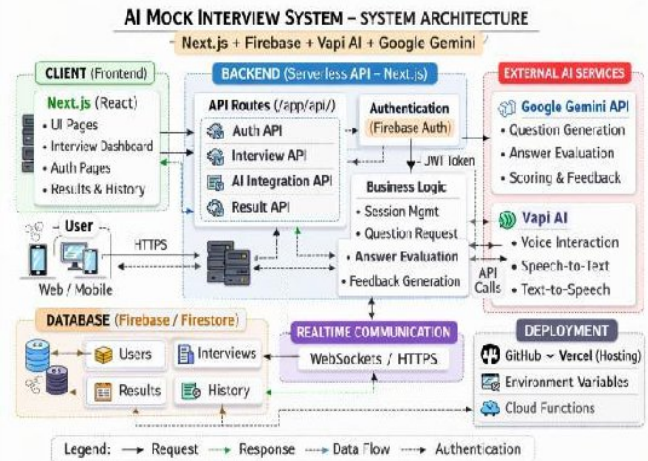 AI MOCK INTERVIEW SYSTEM – SYSTEM ARCHITECTURE
Next.js + Firebase + Vapi AI + Google Gemini
CLIENT (Frontend)
Next.js (React)
• UI Pages
• Interview Dashboard
• Auth Pages
• Results & History
User
Web / Mobile
HTTPS
BACKEND (Serverless API – Next.js)
API Routes (/app/api/)
Auth API
Interview API
AI Integration API
Result API
Authentication
(Firebase Auth)
JWT Token
Business Logic
• Session Mgmt
• Question Request
• Answer Evaluation
• Feedback Generation
EXTERNAL AI SERVICES
Google Gemini API
• Question Generation
• Answer Evaluation
• Scoring & Feedback
Vapi AI
• Voice Interaction
• Speech-to-Text
• Text-to-Speech
API
Calls
DATABASE (Firebase / Firestore)
Users
Interviews
Results
History
REALTIME COMMUNICATION
WebSockets / HTTPS
DEPLOYMENT
GitHub ~ Vercel (Hosting)
Environment Variables
Cloud Functions
Legend: Request Response Data Flow Authentication